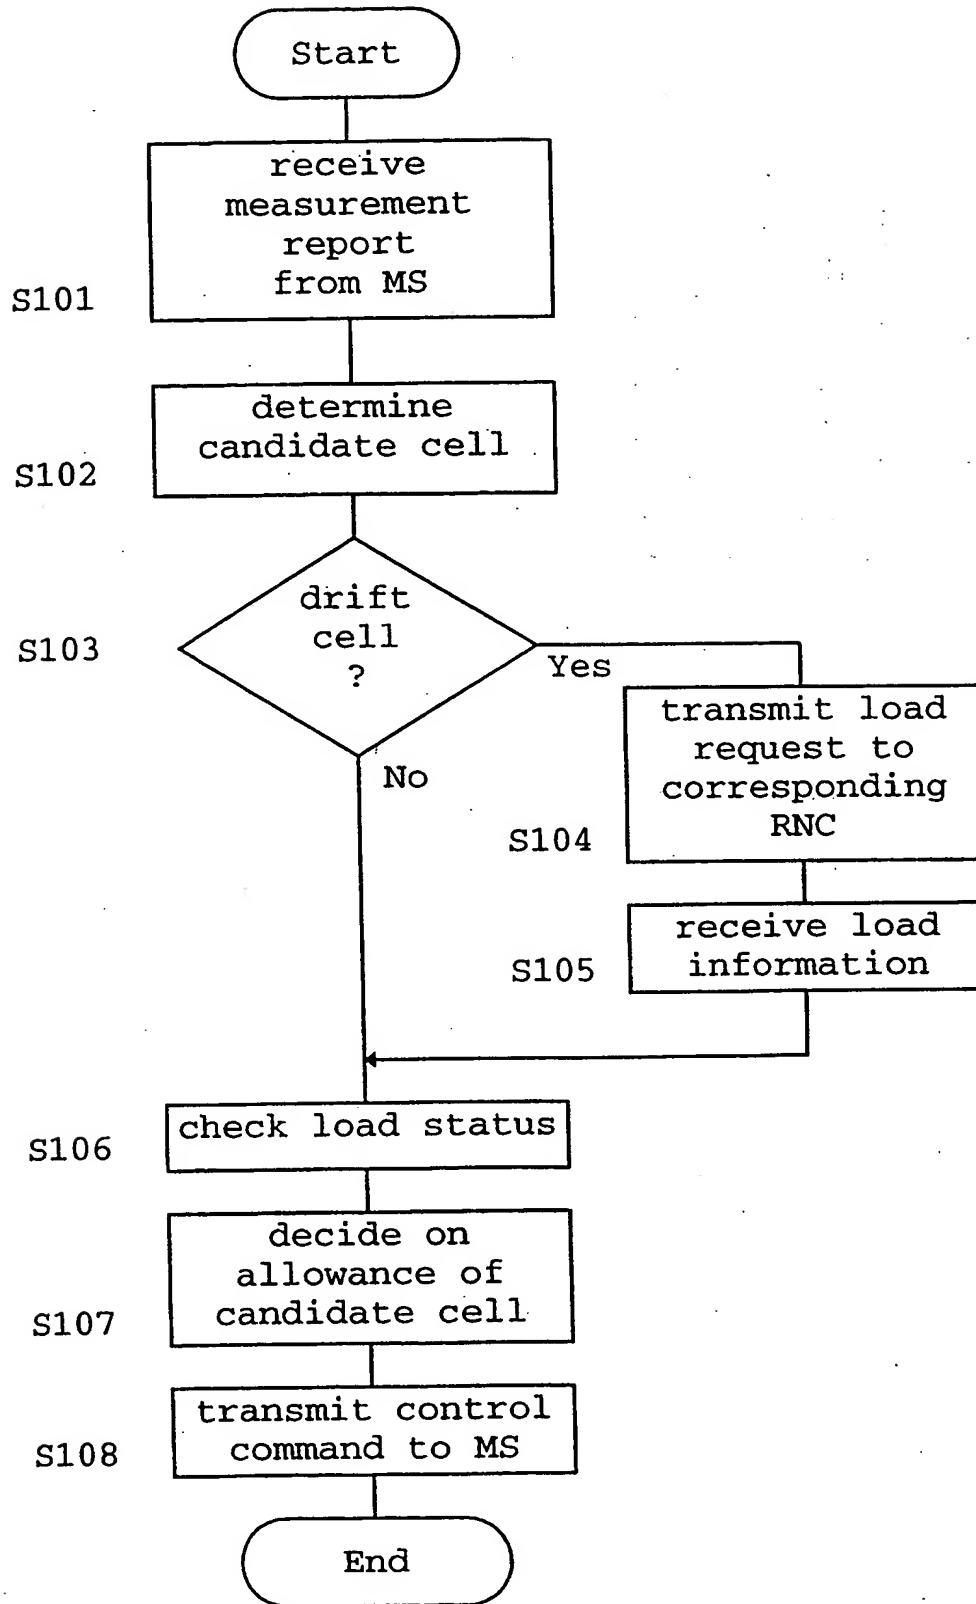 Start
receive
measurement
report
from MS
S101
determine
candidate cell
S102
drift
cell
?
S103
Yes
No
transmit load
request to
corresponding
RNC
S104
receive load
information
S105
check load status
S106
decide on
allowance of
candidate cell
S107
transmit control
command to MS
S108
End